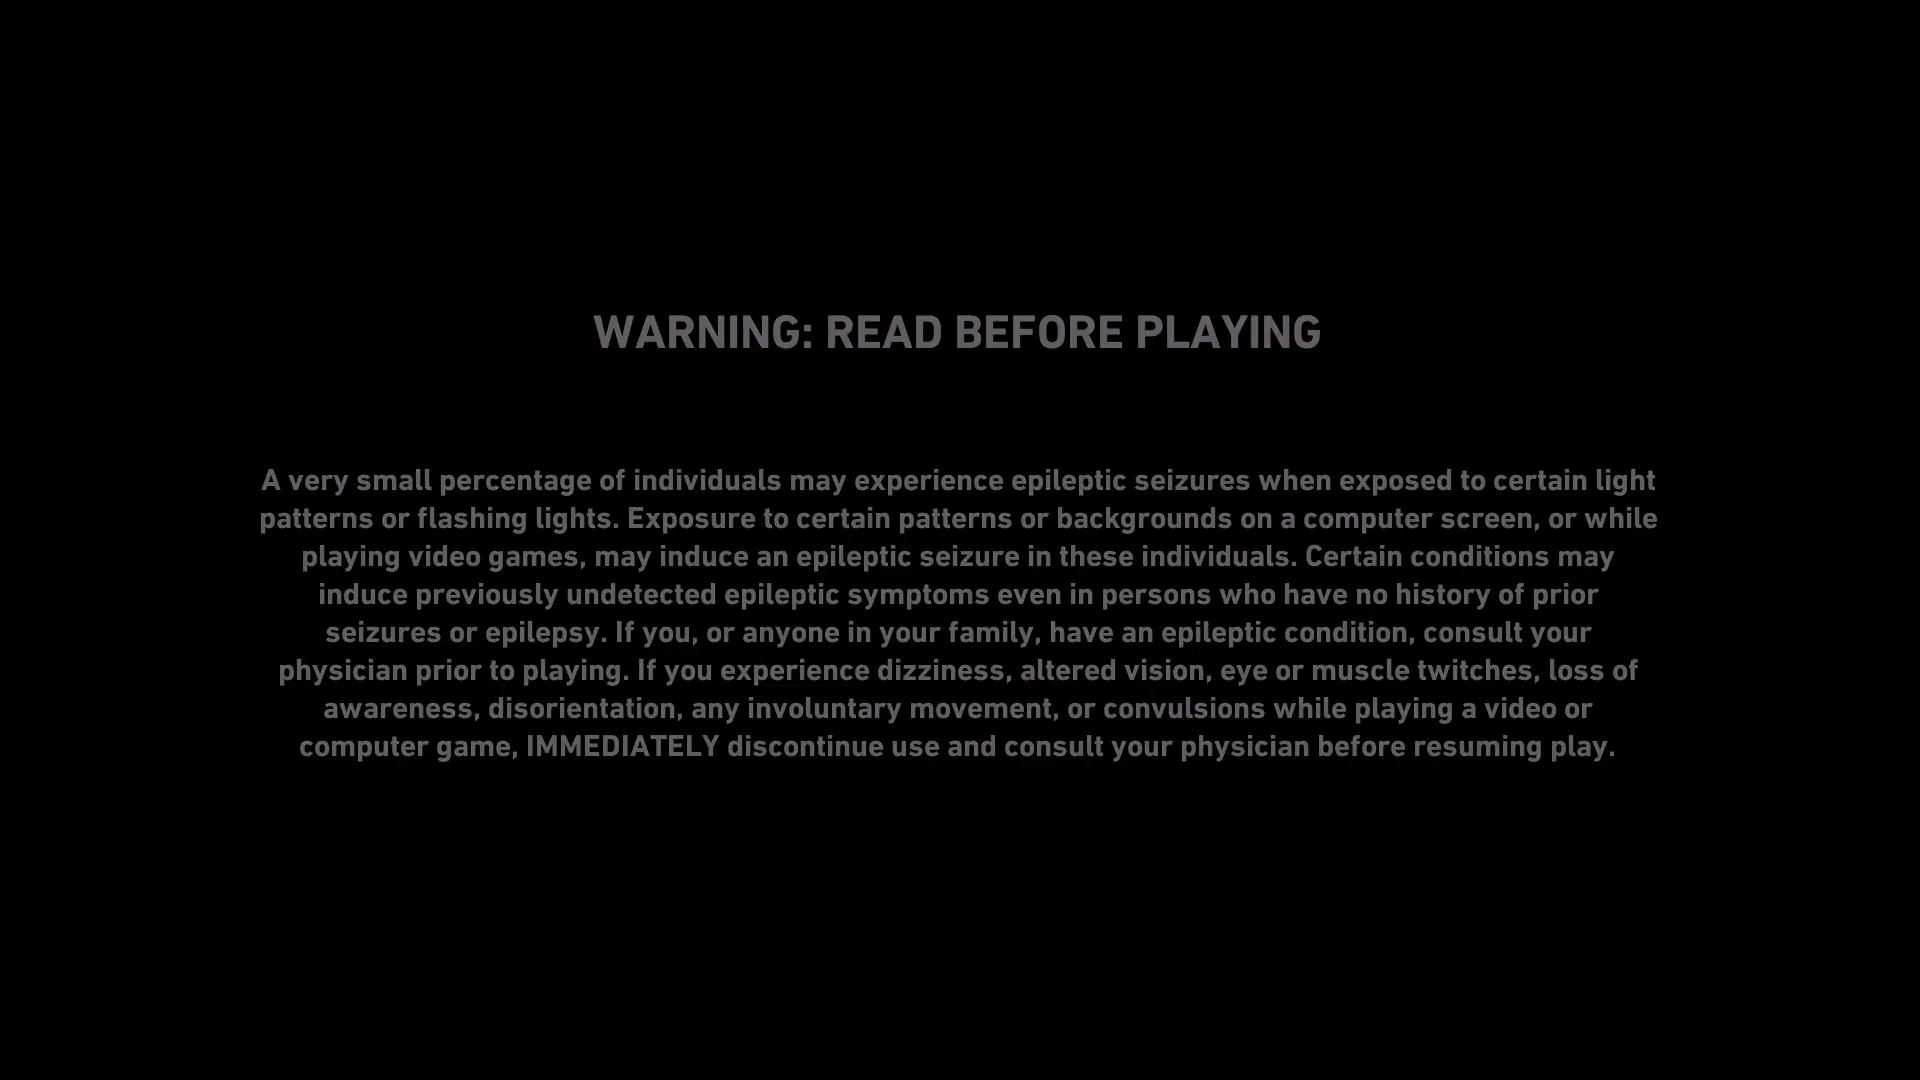 WARNING: READ BEFORE PLAYING
A very small percentage of individuals may experience epileptic seizures when exposed to certain light
patterns or flashing lights. Exposure to certain patterns or backgrounds on a computer screen, or while
playing video games, may induce an epileptic seizure in these individuals. Certain conditions may
induce previously undetected epileptic symptoms even in persons who have no history of prior
seizures or epilepsy. If you, or anyone in your family, have an epileptic condition, consult your
physician prior to playing. If you experience dizziness, altered vision, eye or muscle twitches, loss of
awareness, disorientation, any involuntary movement, or convulsions while playing a video or
computer game, IMMEDIATELY discontinue use and consult your physician before resuming play.